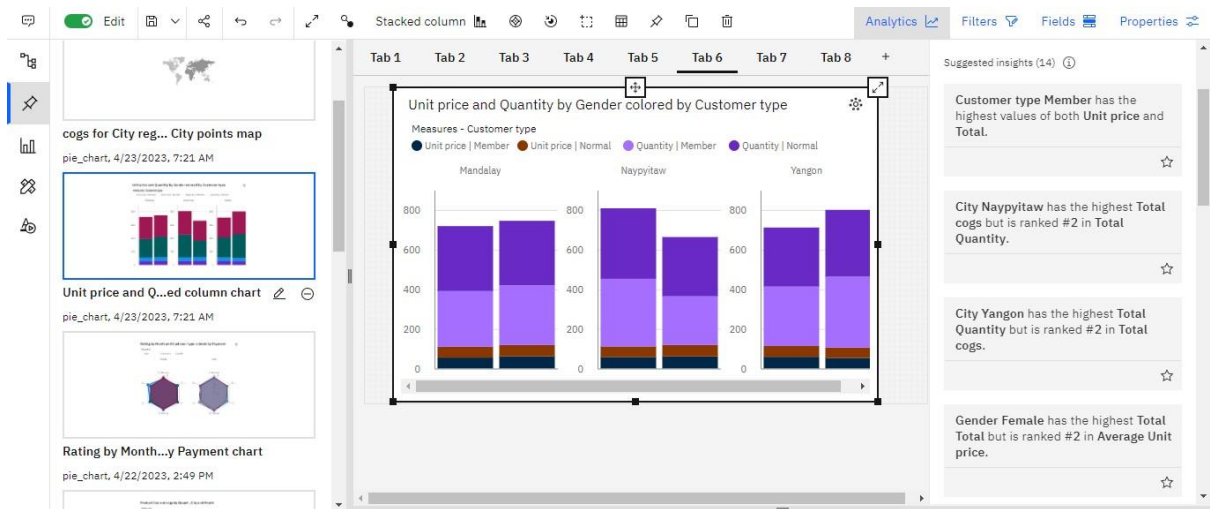 Edit
Stacked column
Analytics
Filters
Fields
Properties
cogs for City reg... City points map
pie_chart, 4/23/2023, 7:21 AM
Unit price and Q...ed column chart
pie_chart, 4/23/2023, 7:21 AM
Rating by Month...y Payment chart
pie_chart, 4/22/2023, 2:49 PM
Tab 1 Tab 2 Tab 3 Tab 4 Tab 5 Tab 6 Tab 7 Tab 8 +
Unit price and Quantity by Gender colored by Customer type
Measures - Customer type
Unit price | Member Unit price | Normal Quantity | Member Quantity | Normal
Mandalay Naypyitaw Yangon
800 800 800
600 600 600
400 400 400
200 200 200
0 0 0
Suggested insights (14)
Customer type Member has the
highest values of both Unit price and
Total.
City Naypyitaw has the highest Total
cogs but is ranked #2 in Total
Quantity.
City Yangon has the highest Total
Quantity but is ranked #2 in Total
cogs.
Gender Female has the highest Total
Total but is ranked #2 in Average Unit
price.